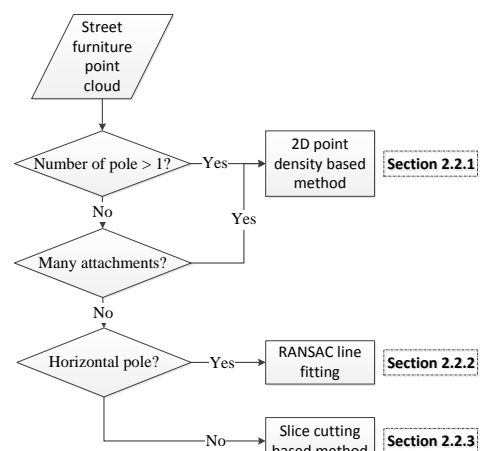 Street
furniture
point
cloud
Number of pole > 1?
Yes
2D point
density based
method
Section 2.2.1
No
Yes
Many attachments?
No
Horizontal pole?
Yes
RANSAC line
fitting
Section 2.2.2
No
Slice cutting
based method
Section 2.2.3